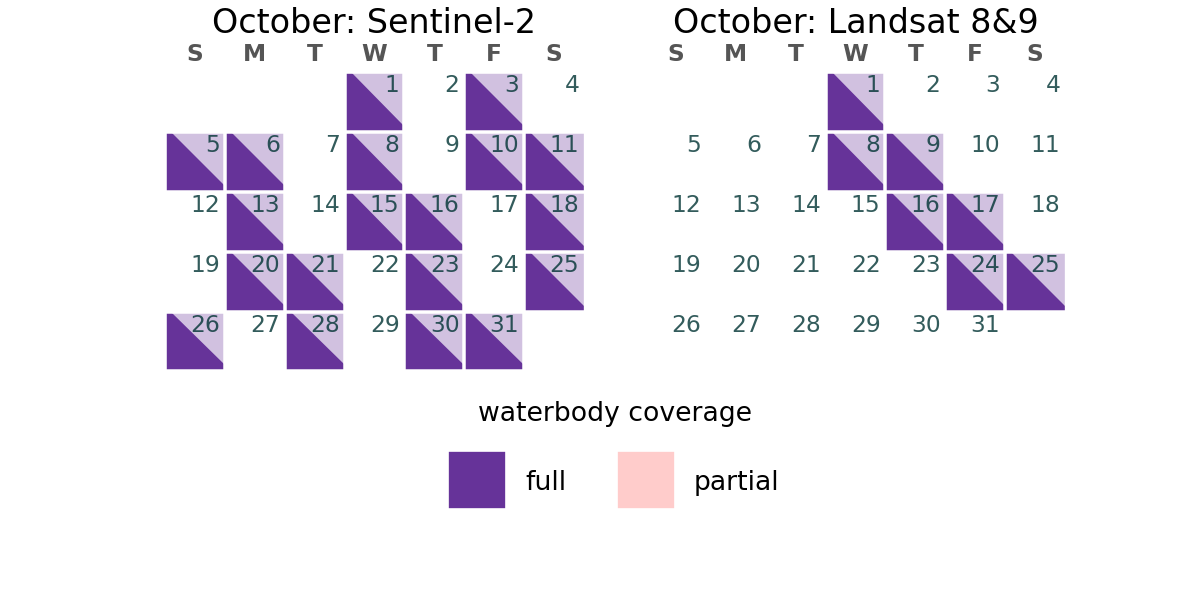 October: Sentinel-2
S M T W T F S
1 2 3 4
5 6 7 8 9 10 11
12 13 14 15 16 17 18
19 20 21 22 23 24 25
26 27 28 29 30 31
October: Landsat 8&9
S M T W T F S
1 2 3 4
5 6 7 8 9 10 11
12 13 14 15 16 17 18
19 20 21 22 23 24 25
26 27 28 29 30 31
waterbody coverage
full partial